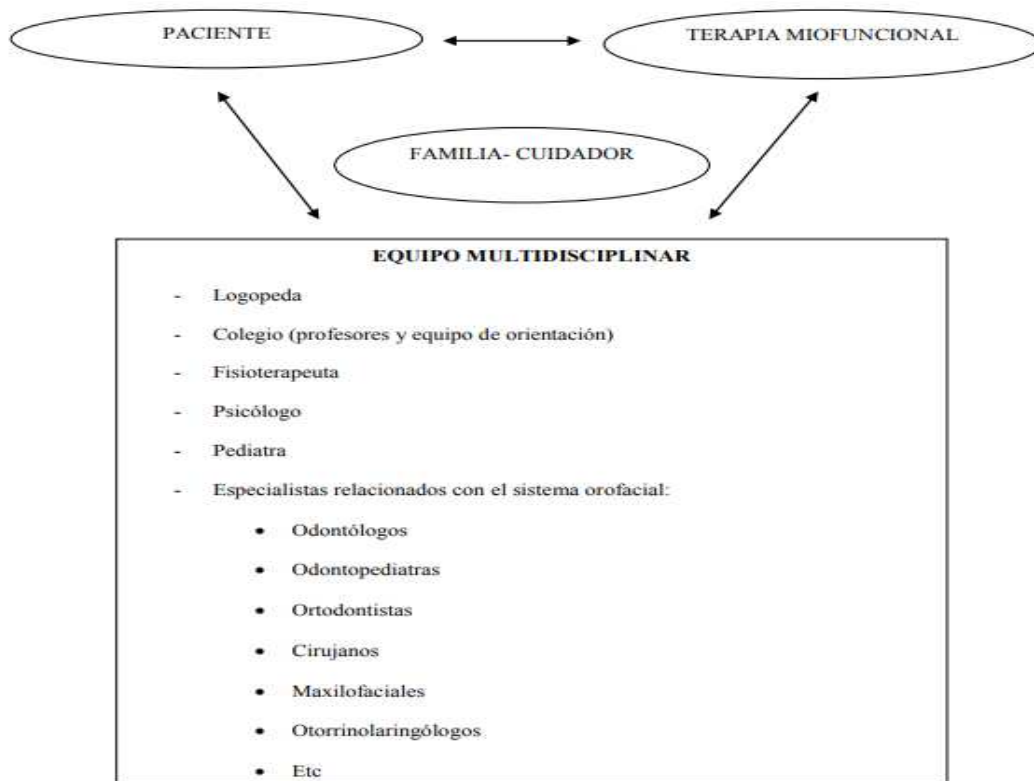 PACIENTE
TERAPIA MIOFUNCIONAL
FAMILIA- CUIDADOR
EQUIPO MULTIDISCIPLINAR
- Logopeda
- Colegio (profesores y equipo de orientación)
- Fisioterapeuta
- Psicólogo
- Pediatra
- Especialistas relacionados con el sistema orofacial:
• Odontólogos
• Odontopediatras
• Ortodontistas
• Cirujanos
• Maxilofaciales
• Otorrinolaringólogos
• Etc